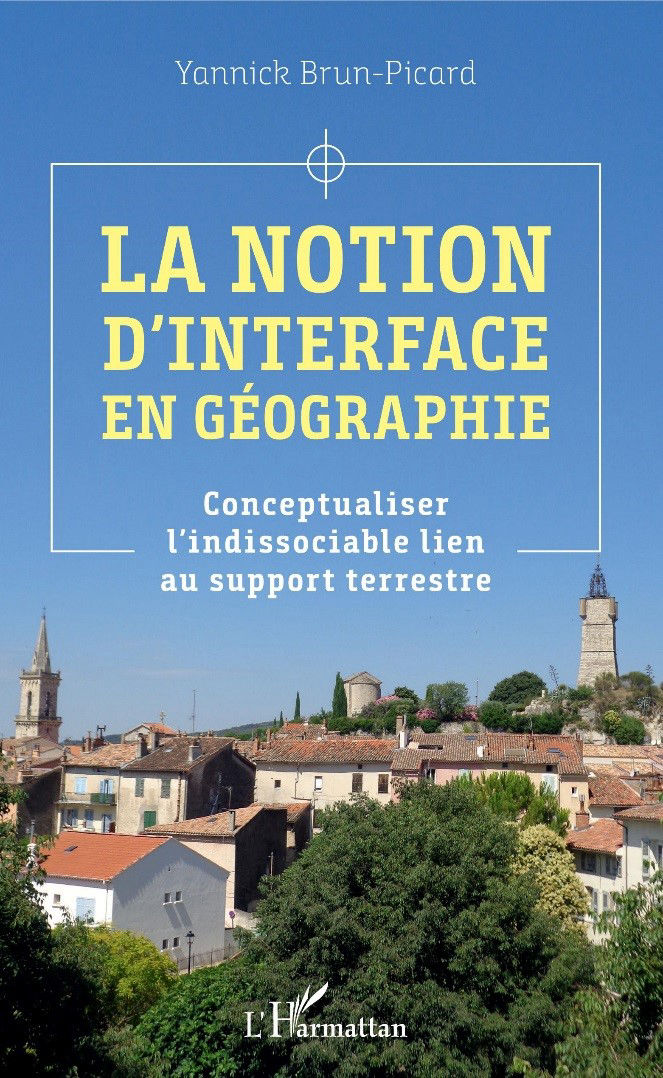 Yannick Brun-Picard
LA NOTION
D'INTERFACE
EN GÉOGRAPHIE
Conceptualiser
l'indissociable lien
au support terrestre
L'Harmattan